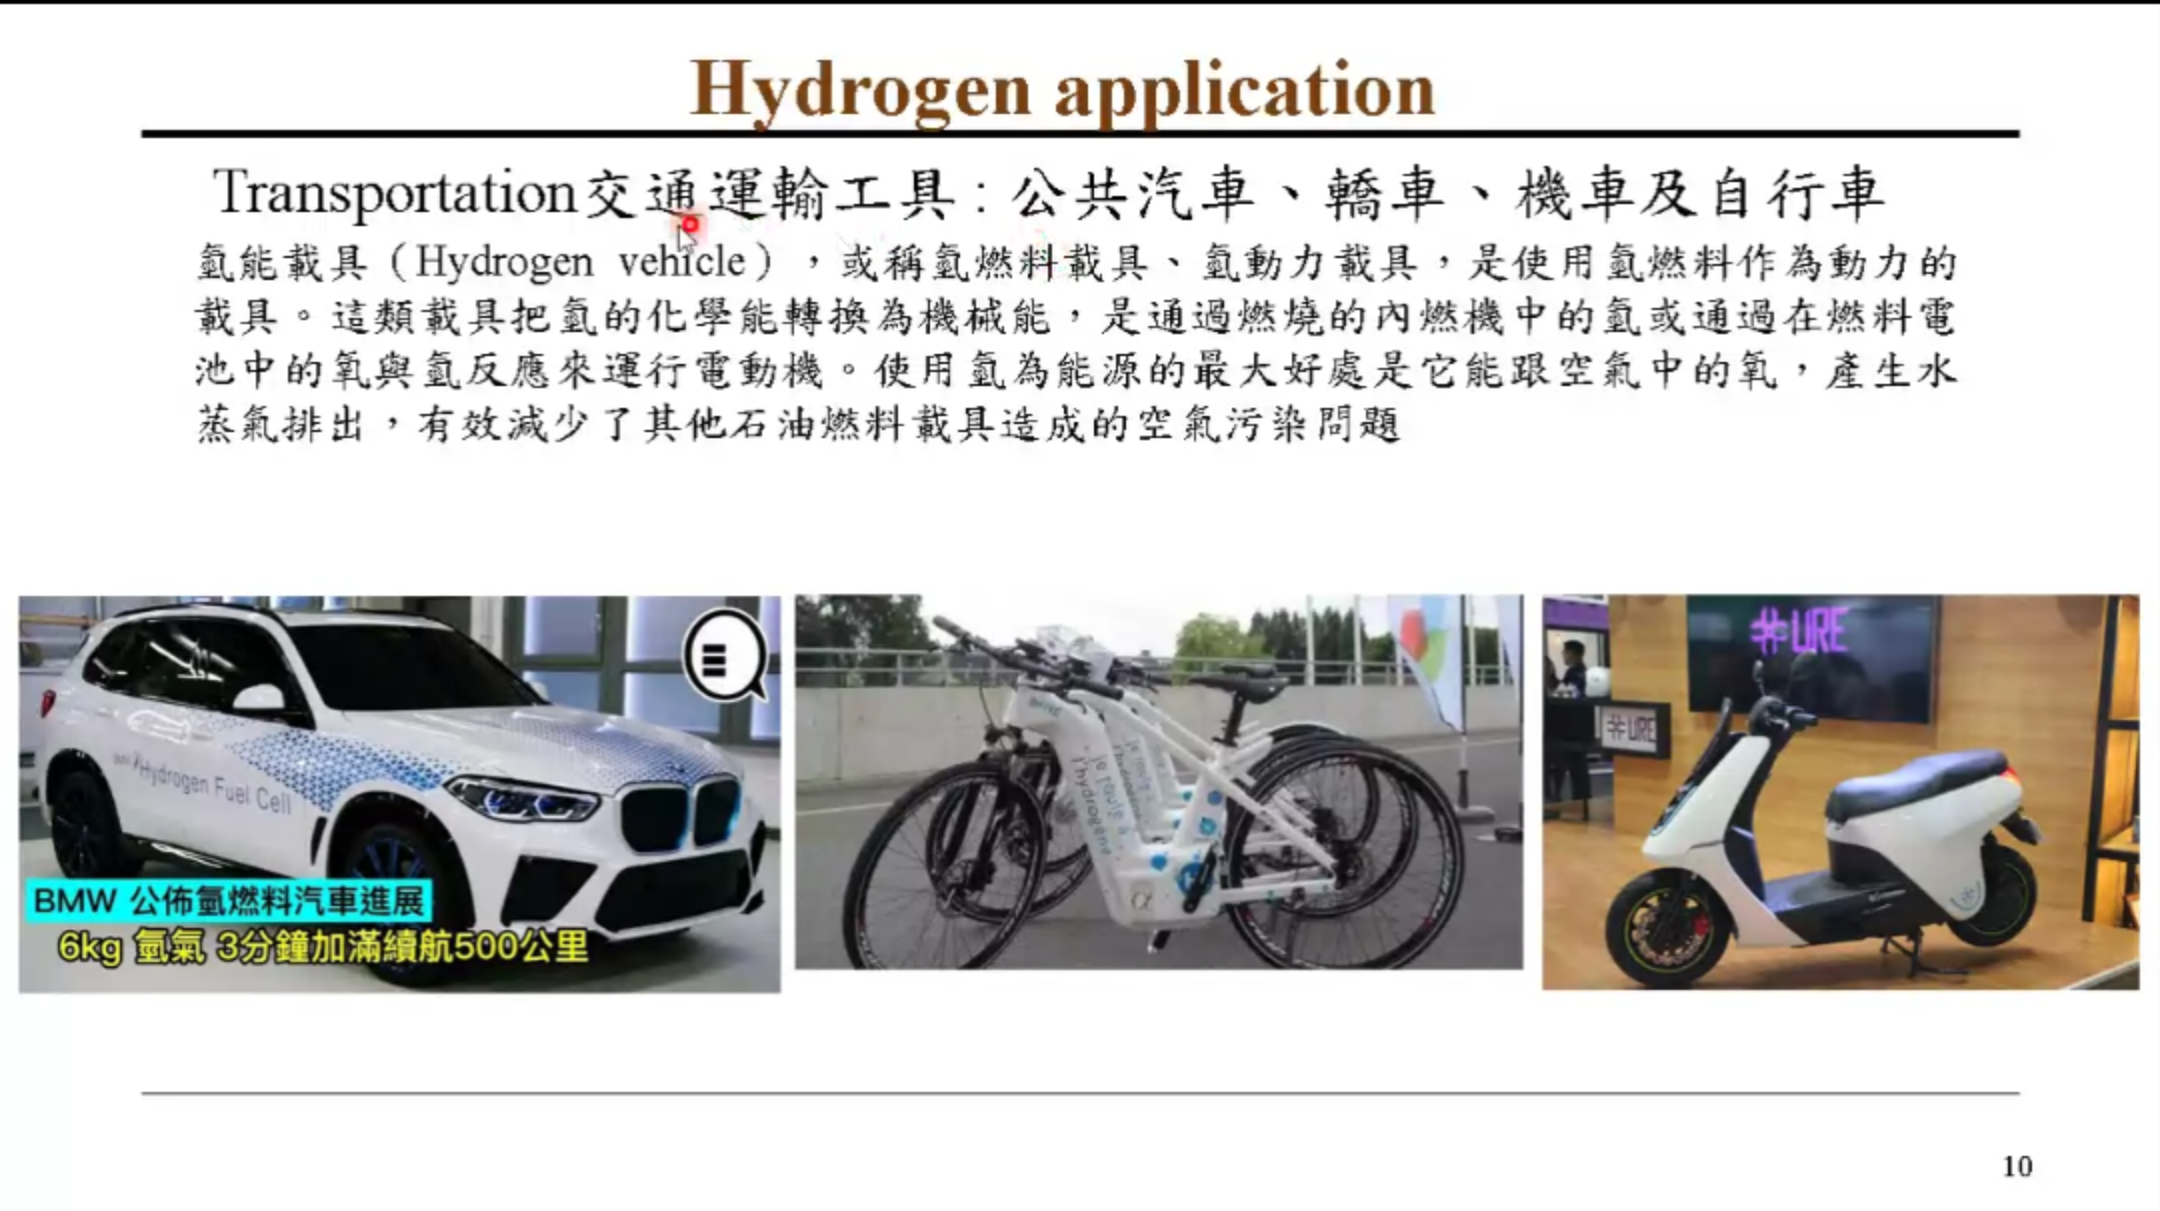 Hydrogen application
Transportation交通運輸工具：公共汽車、轎車、機車及自行車
氫能載具（Hydrogen vehicle），或稱氫燃料載具、氫動力載具，是使用氫燃料作為動力的
載具。這類載具把氫的化學能轉換為機械能，是通過燃燒的內燃機中的氫或通過在燃料電
池中的氧與氫反應來運行電動機。使用氫為能源的最大好處是它能跟空氣中的氧，產生水
蒸氣排出，有效減少了其他石油燃料載具造成的空氣污染問題
Hydrogen Fuel Cell
BMW 公佈氫燃料汽車進展
6kg 氫氣 3分鐘加滿續航500公里
je roule à
l'hydrogène
α
URE
URE
10